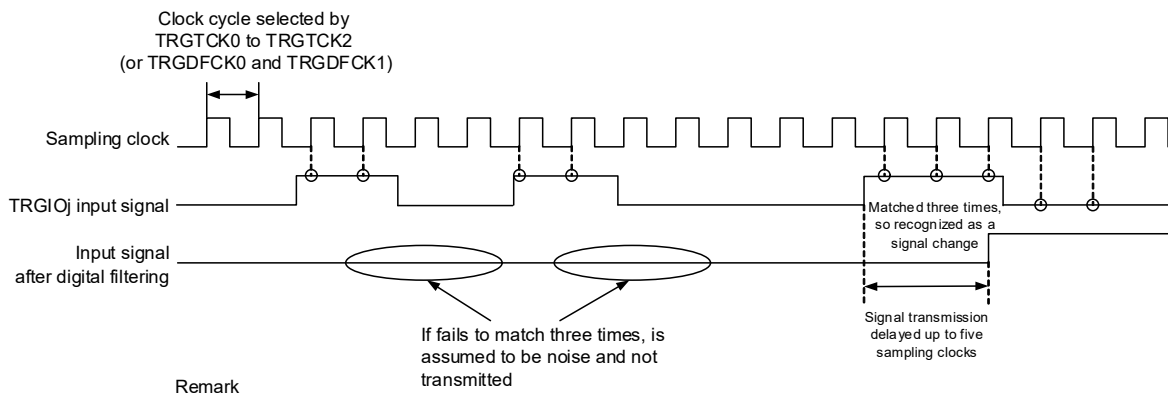 Clock cycle selected by
TRGTCK0 to TRGTCK2
(or TRGDFCK0 and TRGDFCK1)
Sampling clock
TRGIOj input signal
Matched three times,
so recognized as a
signal change
Input signal
after digital filtering
If fails to match three times, is
assumed to be noise and not
transmitted
Signal transmission
delayed up to five
sampling clocks
Remark